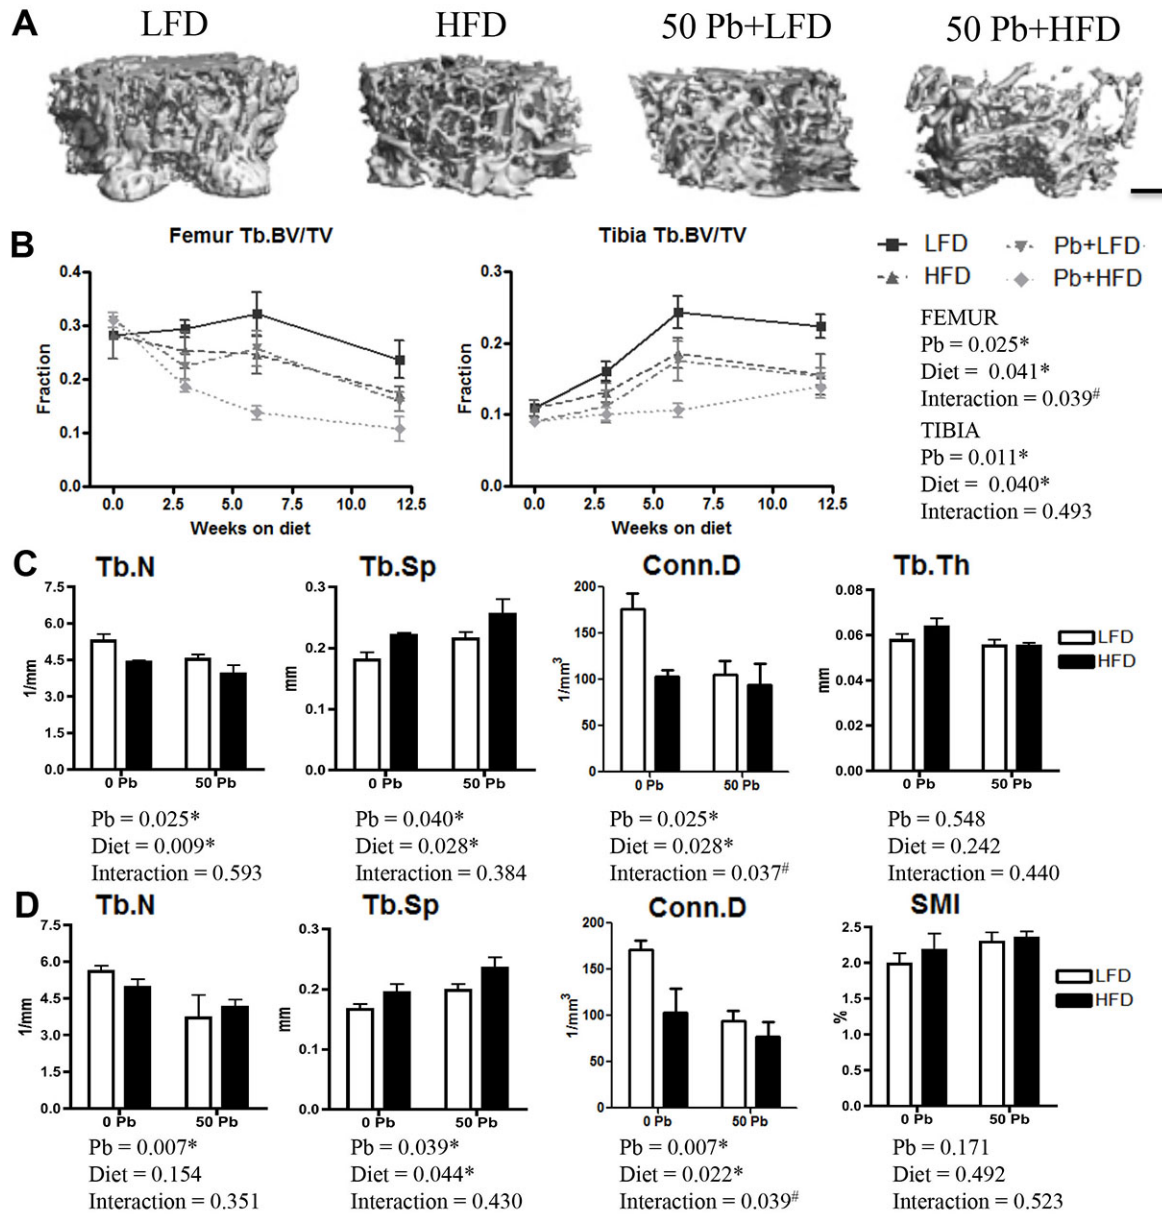 A
LFD
HFD
50 Pb+LFD
50 Pb+HFD
B
Femur Tb.BV/TV
Fraction
0.4
0.3
0.2
0.1
0.0
0.0 2.5 5.0 7.5 10.0 12.5
Weeks on diet
Tibia Tb.BV/TV
0.3
0.2
0.1
0.0
0.0 2.5 5.0 7.5 10.0 12.5
Weeks on diet
LFD
Pb+LFD
HFD
Pb+HFD
FEMUR
Pb = 0.025*
Diet = 0.041*
Interaction = 0.039#
TIBIA
Pb = 0.011*
Diet = 0.040*
Interaction = 0.493
C
Tb.N
1/mm
7.5
6.0
4.5
3.0
1.5
0.0
0 Pb 50 Pb
Pb = 0.025*
Diet = 0.009*
Interaction = 0.593
Tb.Sp
mm
0.3
0.2
0.1
0.0
0 Pb 50 Pb
Pb = 0.040*
Diet = 0.028*
Interaction = 0.384
Conn.D
1/mm³
200
150
100
50
0
0 Pb 50 Pb
Pb = 0.025*
Diet = 0.028*
Interaction = 0.037#
Tb.Th
mm
0.08
0.06
0.04
0.02
0.00
0 Pb 50 Pb
Pb = 0.548
Diet = 0.242
Interaction = 0.440
LFD
HFD
D
Tb.N
1/mm
7.5
6.0
4.5
3.0
1.5
0.0
0 Pb 50 Pb
Pb = 0.007*
Diet = 0.154
Interaction = 0.351
Tb.Sp
mm
0.3
0.2
0.1
0.0
0 Pb 50 Pb
Pb = 0.039*
Diet = 0.044*
Interaction = 0.430
Conn.D
1/mm³
200
150
100
50
0
0 Pb 50 Pb
Pb = 0.007*
Diet = 0.022*
Interaction = 0.039#
SMI
%
2.5
2.0
1.5
1.0
0.5
0.0
0 Pb 50 Pb
Pb = 0.171
Diet = 0.492
Interaction = 0.523
LFD
HFD